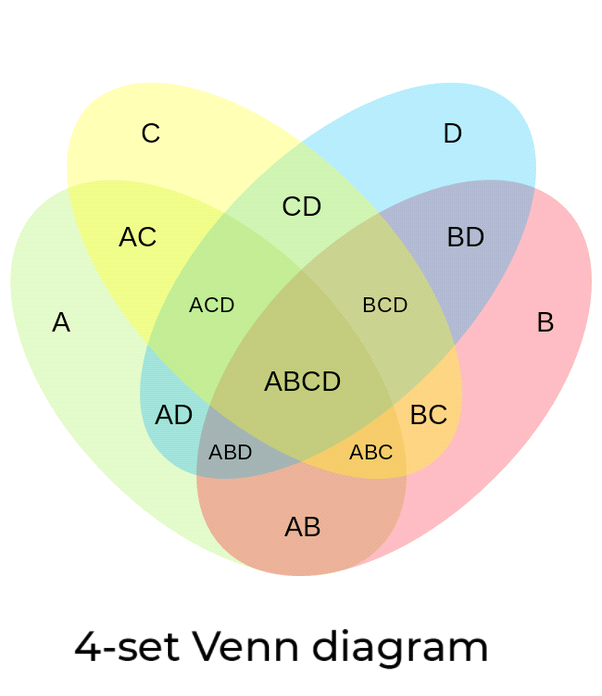 C
D
CD
AC
BD
ACD
BCD
A
B
ABCD
AD
BC
ABD
ABC
AB
4-set Venn diagram